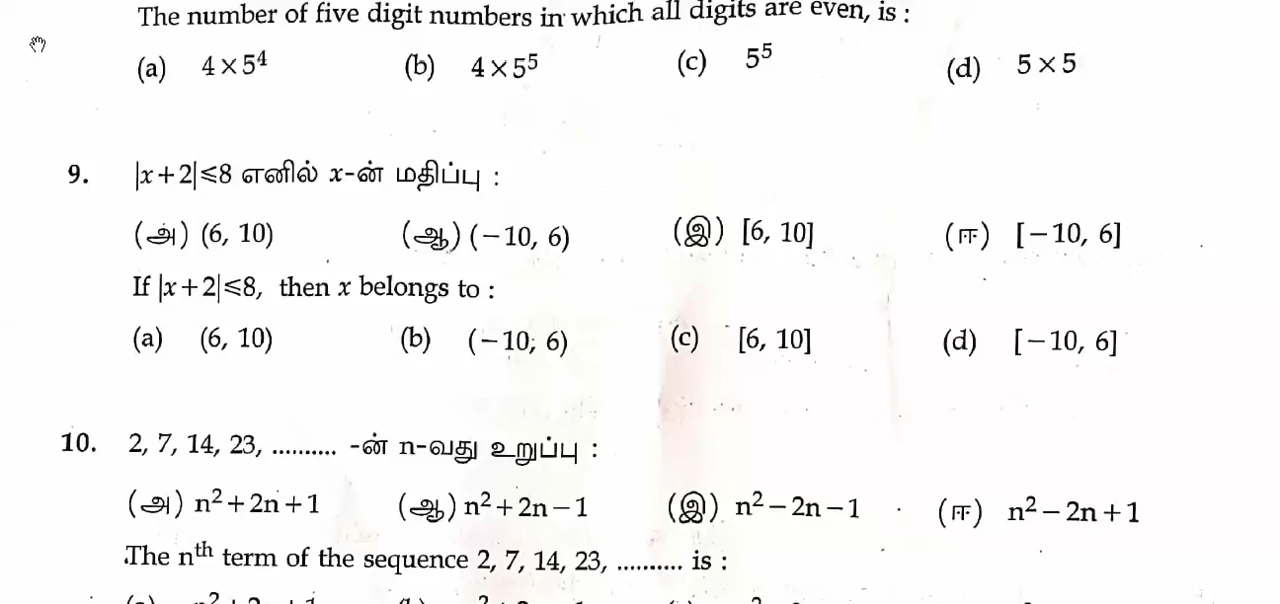 The number of five digit numbers in which all digits are even, is :
(a) 4×5⁴ (b) 4×5⁵ (c) 5⁵ (d) 5×5
9. |x+2|⩽8 எனில் x-ன் மதிப்பு :
(அ) (6, 10) (ஆ) (−10, 6) (இ) [6, 10] (ஈ) [−10, 6]
If |x+2|⩽8, then x belongs to :
(a) (6, 10) (b) (−10, 6) (c) [6, 10] (d) [−10, 6]
10. 2, 7, 14, 23, .......... -ன் n-வது உறுப்பு :
(அ) n²+2n+1 (ஆ) n²+2n−1 (இ) n²−2n−1 (ஈ) n²−2n+1
The nᵗʰ term of the sequence 2, 7, 14, 23, .......... is :